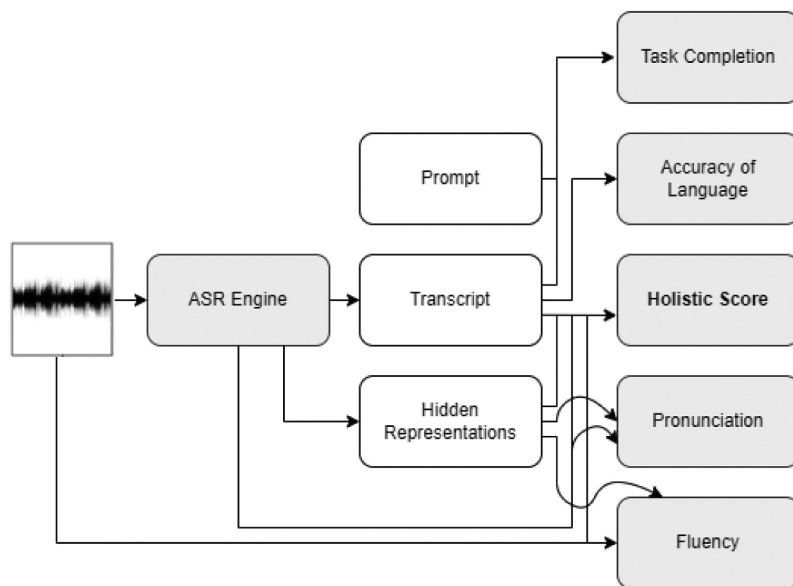 Task Completion
Prompt
Accuracy of
Language
ASR Engine
Transcript
Holistic Score
Hidden
Representations
Pronunciation
Fluency